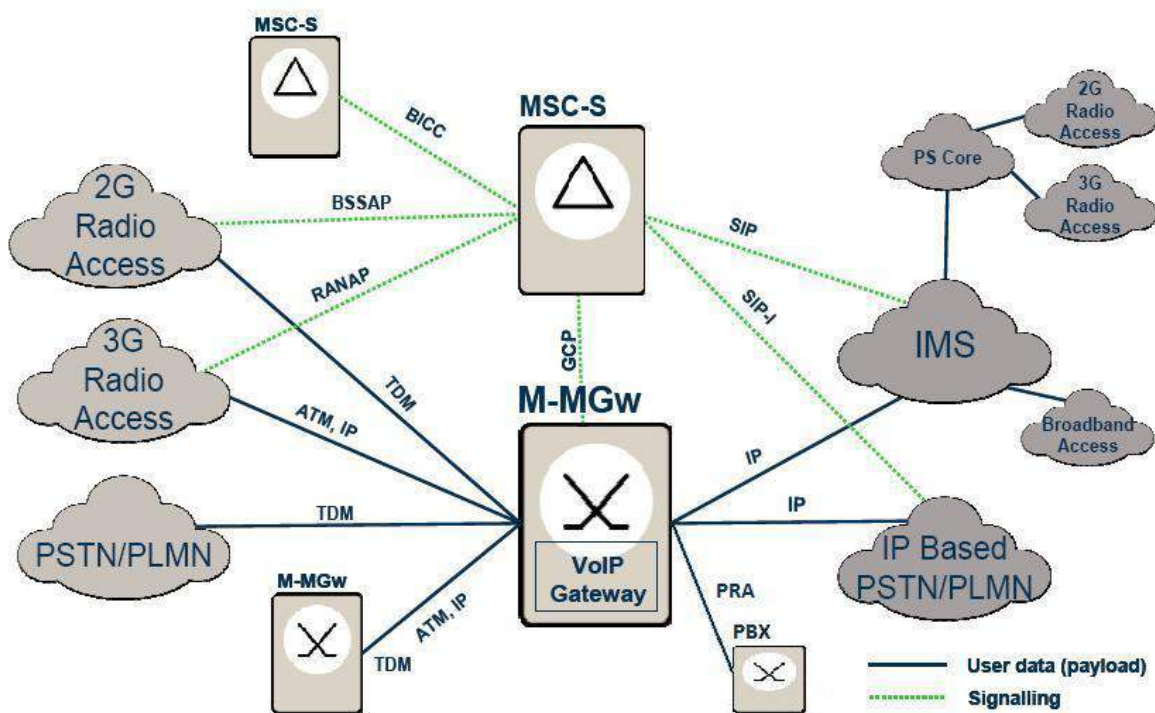 MSC-S
MSC-S
BICC
2G
Radio
Access
BSSAP
RANAP
SIP
SIP-I
GCP
PS Core
2G
Radio
Access
3G
Radio
Access
IMS
3G
Radio
Access
TDM
ATM, IP
M-MGw
VoIP
Gateway
IP
IP
Broadband
Access
PSTN/PLMN
TDM
IP Based
PSTN/PLMN
M-MGw
ATM, IP
TDM
PRA
PBX
User data (payload)
Signalling